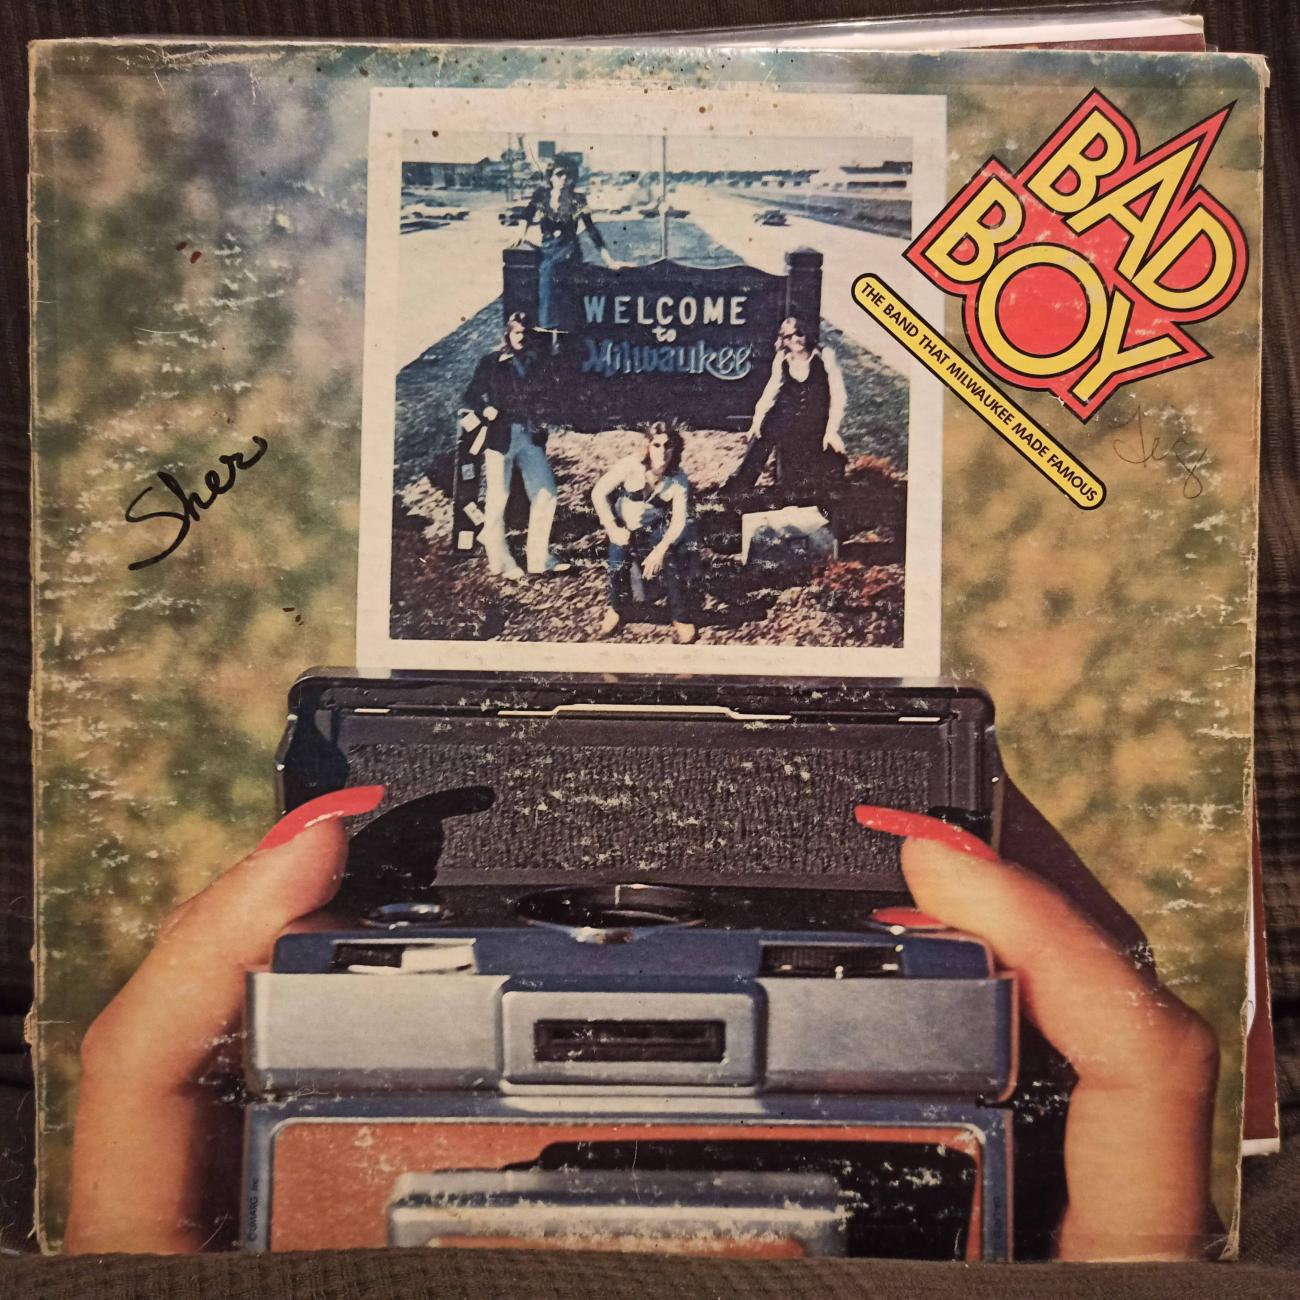 BAD
BOY
THE BAND THAT MILWAUKEE MADE FAMOUS
WELCOME
to
Milwaukee
Sher